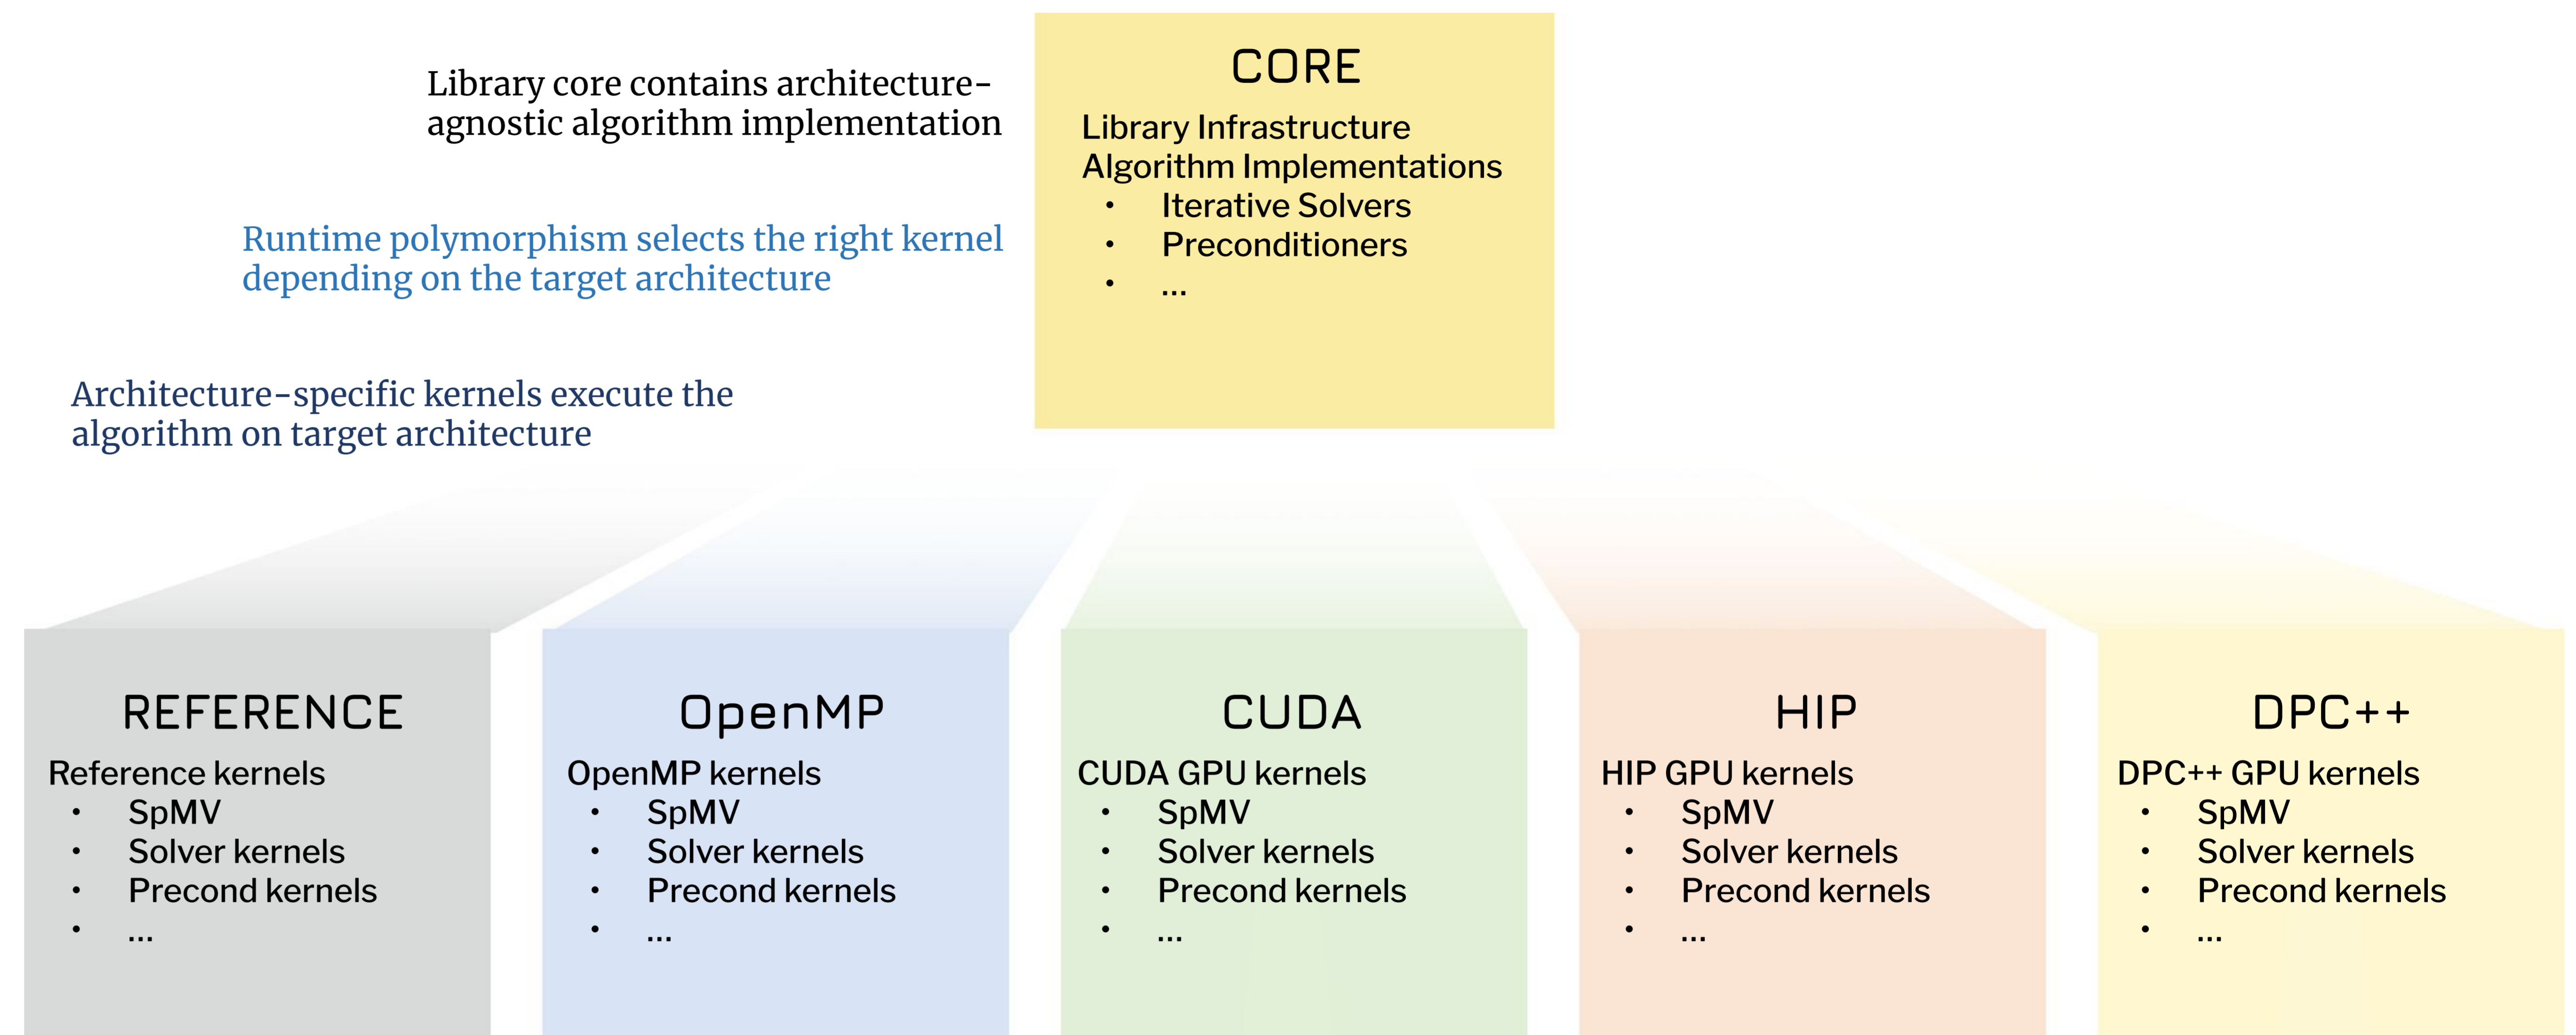 Library core contains architecture-
agnostic algorithm implementation
Runtime polymorphism selects the right kernel
depending on the target architecture
Architecture-specific kernels execute the
algorithm on target architecture
CORE
Library Infrastructure
Algorithm Implementations
• Iterative Solvers
• Preconditioners
• ...
REFERENCE
Reference kernels
• SpMV
• Solver kernels
• Precond kernels
• ...
OpenMP
OpenMP kernels
• SpMV
• Solver kernels
• Precond kernels
• ...
CUDA
CUDA GPU kernels
• SpMV
• Solver kernels
• Precond kernels
• ...
HIP
HIP GPU kernels
• SpMV
• Solver kernels
• Precond kernels
• ...
DPC++
DPC++ GPU kernels
• SpMV
• Solver kernels
• Precond kernels
• ...